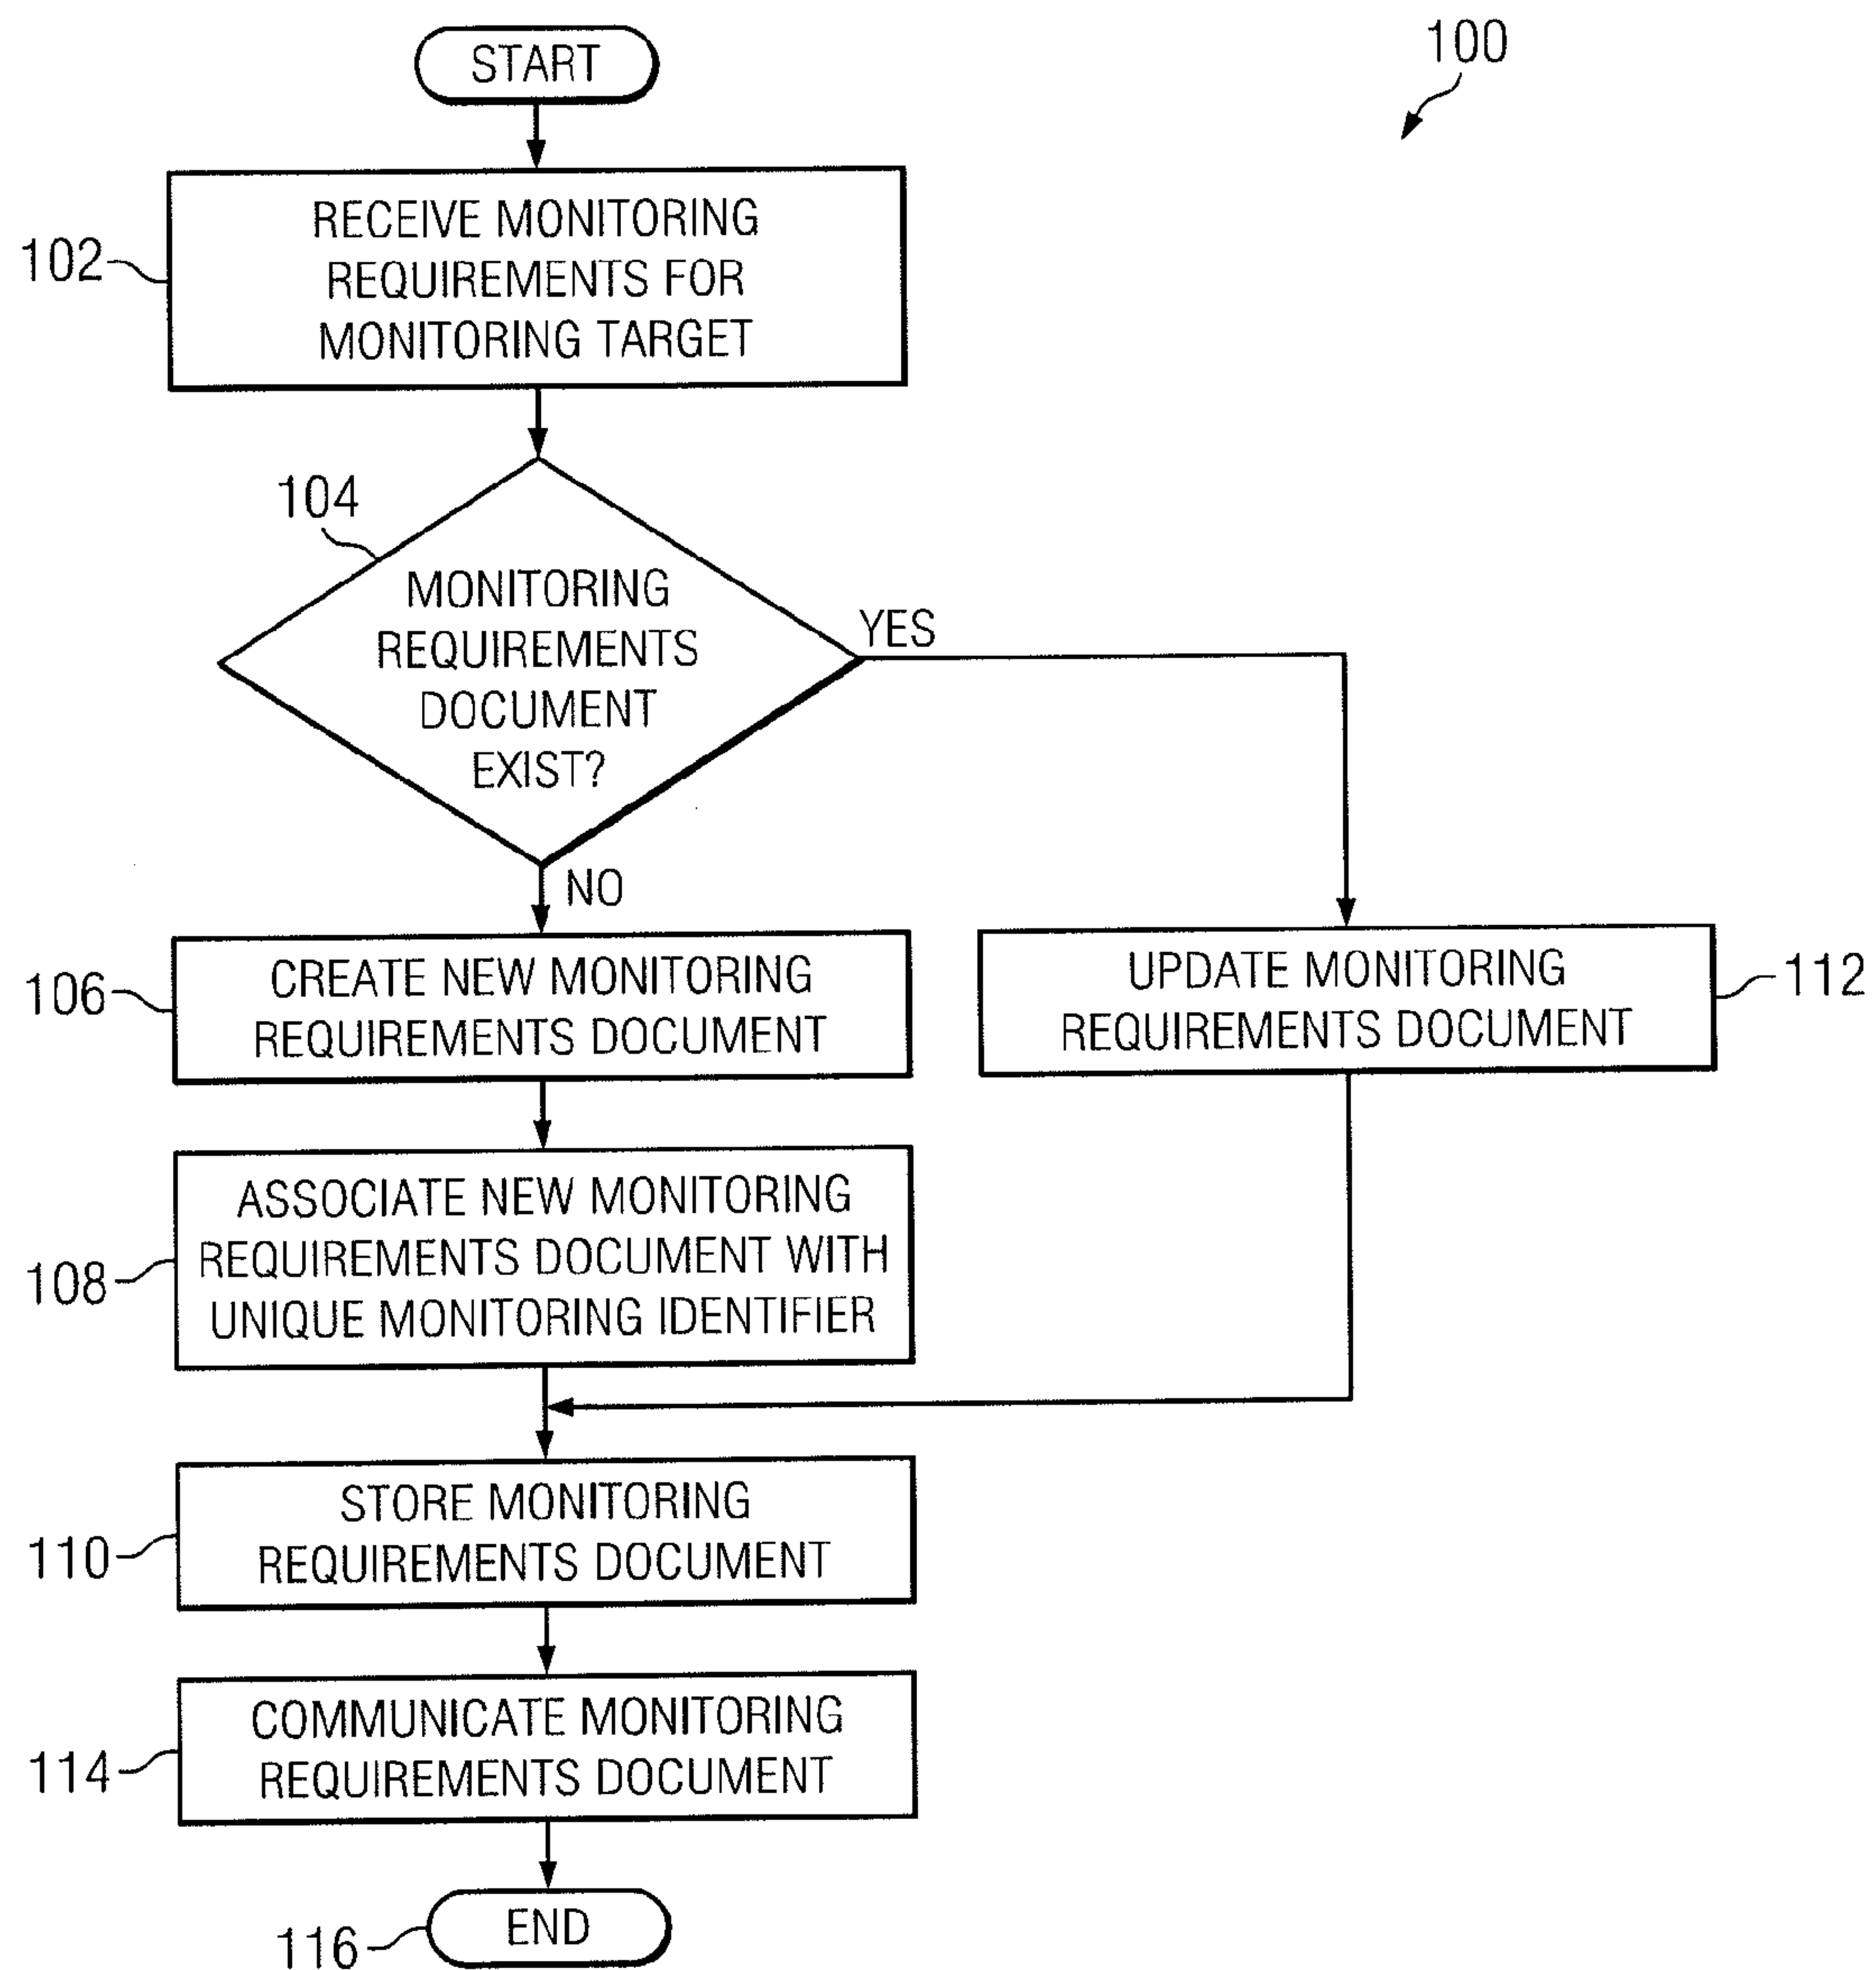 START
100
RECEIVE MONITORING
REQUIREMENTS FOR
MONITORING TARGET
102
104
MONITORING
REQUIREMENTS
DOCUMENT
EXIST?
YES
NO
106
CREATE NEW MONITORING
REQUIREMENTS DOCUMENT
UPDATE MONITORING
REQUIREMENTS DOCUMENT
112
108
ASSOCIATE NEW MONITORING
REQUIREMENTS DOCUMENT WITH
UNIQUE MONITORING IDENTIFIER
110
STORE MONITORING
REQUIREMENTS DOCUMENT
114
COMMUNICATE MONITORING
REQUIREMENTS DOCUMENT
116
END